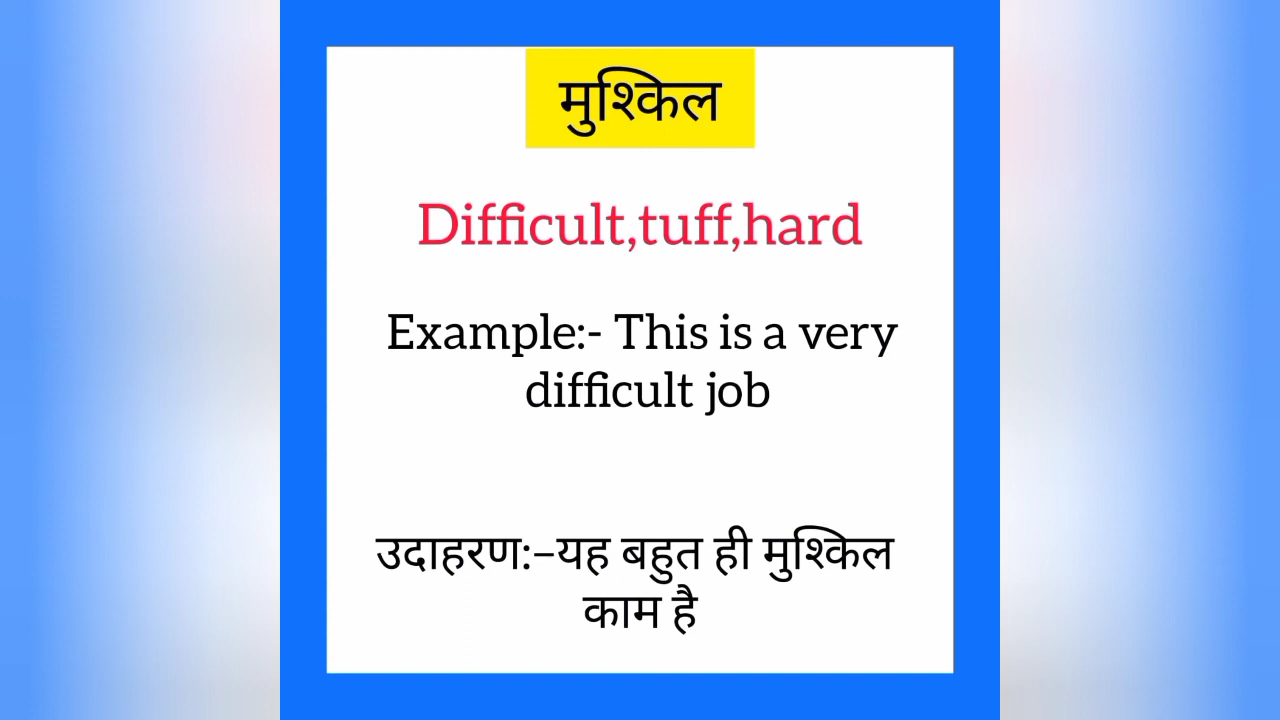 मुश्किल
Difficult,tuff,hard
Example:- This is a very
difficult job
उदाहरण:–यह बहुत ही मुश्किल
काम है